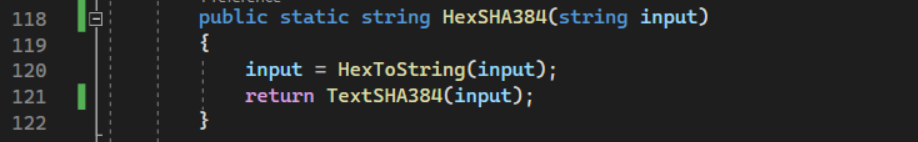 118 public static string HexSHA384(string input)
119 {
120 input = HexToString(input);
121 return TextSHA384(input);
122 }